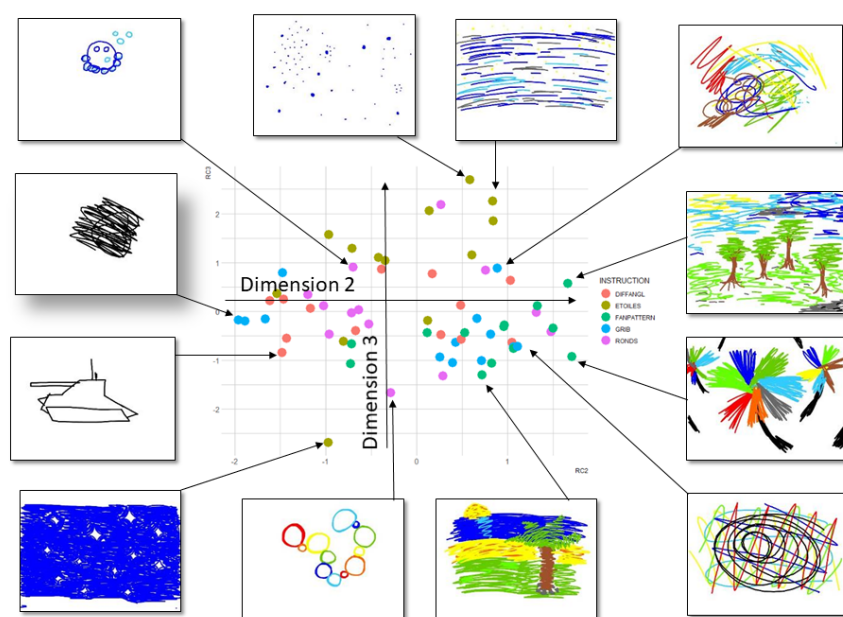 RC3
2
1
Dimension 2
0
Dimension 3
-1
-2
-2
-1
0
1
RC2
INSTRUCTION
DIFFANGL
ETOILES
FANPATTERN
GRIB
RONDS